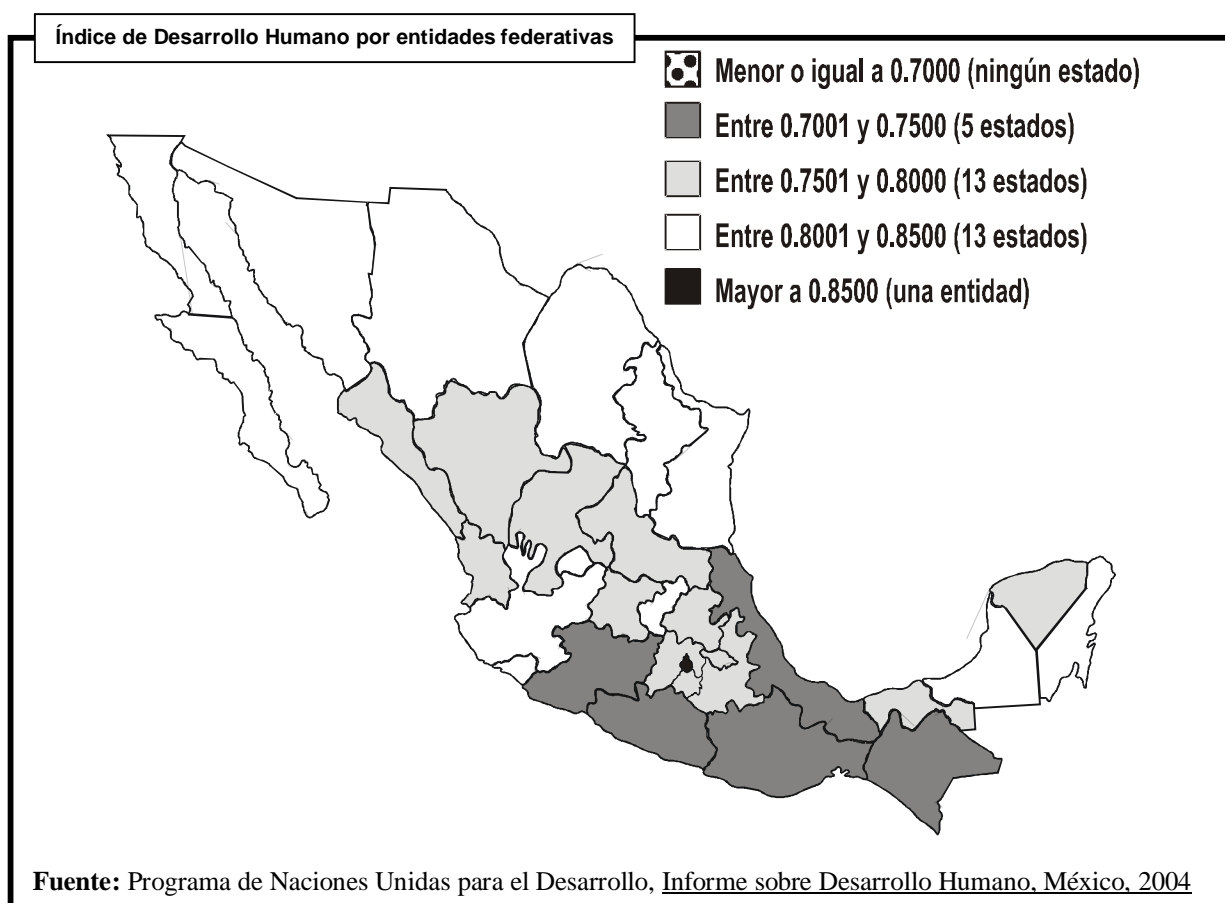 Índice de Desarrollo Humano por entidades federativas
Menor o igual a 0.7000 (ningún estado)
Entre 0.7001 y 0.7500 (5 estados)
Entre 0.7501 y 0.8000 (13 estados)
Entre 0.8001 y 0.8500 (13 estados)
Mayor a 0.8500 (una entidad)
Fuente: Programa de Naciones Unidas para el Desarrollo, Informe sobre Desarrollo Humano, México, 2004